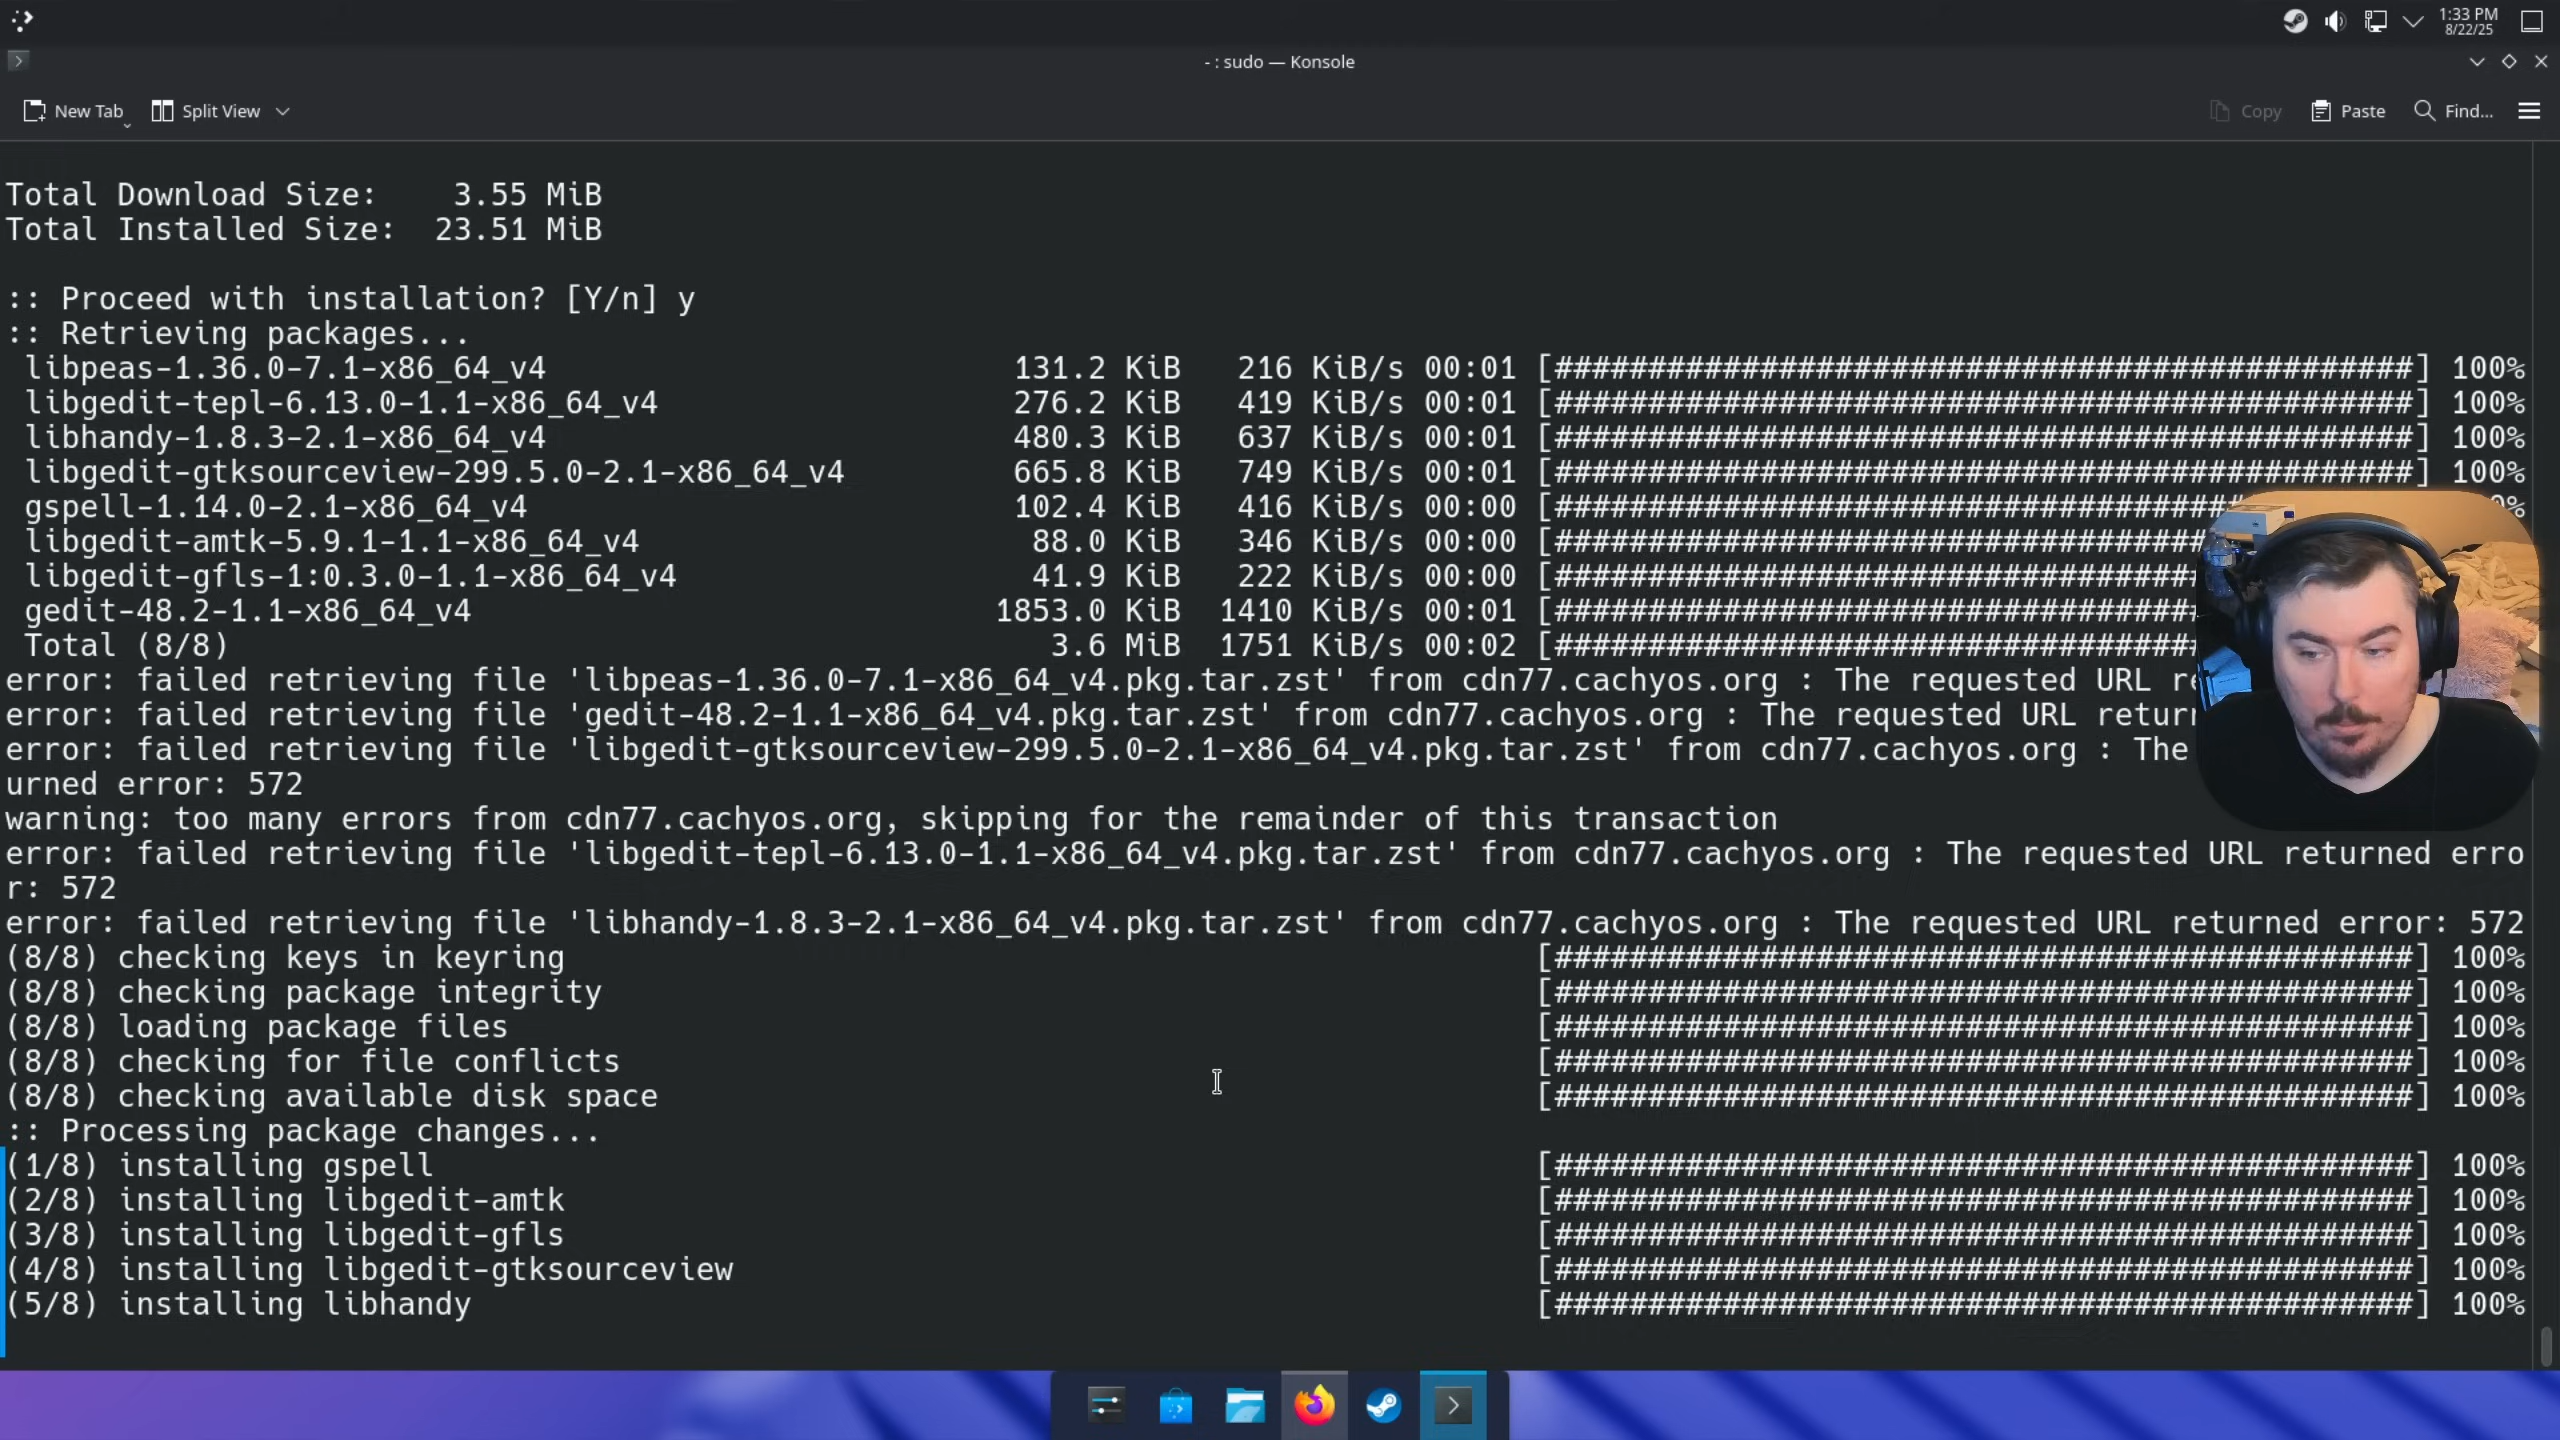 1:33 PM
8/22/25
- : sudo — Konsole
New Tab
Split View
Copy
Paste
Find...
Total Download Size:    3.55 MiB
Total Installed Size:  23.51 MiB
:: Proceed with installation? [Y/n] y
:: Retrieving packages...
libpeas-1.36.0-7.1-x86_64_v4 131.2 KiB 216 KiB/s 00:01 [##############################################] 100%
libgedit-tepl-6.13.0-1.1-x86_64_v4 276.2 KiB 419 KiB/s 00:01 [##############################################] 100%
libhandy-1.8.3-2.1-x86_64_v4 480.3 KiB 637 KiB/s 00:01 [##############################################] 100%
libgedit-gtksourceview-299.5.0-2.1-x86_64_v4 665.8 KiB 749 KiB/s 00:01 [##############################################] 100%
gspell-1.14.0-2.1-x86_64_v4 102.4 KiB 416 KiB/s 00:00 [#####################################
libgedit-amtk-5.9.1-1.1-x86_64_v4 88.0 KiB 346 KiB/s 00:00 [##################################
libgedit-gfls-1:0.3.0-1.1-x86_64_v4 41.9 KiB 222 KiB/s 00:00 [##################################
gedit-48.2-1.1-x86_64_v4 1853.0 KiB 1410 KiB/s 00:01 [##################################
Total (8/8) 3.6 MiB 1751 KiB/s 00:02 [##################################
error: failed retrieving file 'libpeas-1.36.0-7.1-x86_64_v4.pkg.tar.zst' from cdn77.cachyos.org : The requested URL
error: failed retrieving file 'gedit-48.2-1.1-x86_64_v4.pkg.tar.zst' from cdn77.cachyos.org : The requested URL
error: failed retrieving file 'libgedit-gtksourceview-299.5.0-2.1-x86_64_v4.pkg.tar.zst' from cdn77.cachyos.org : The
urned error: 572
warning: too many errors from cdn77.cachyos.org, skipping for the remainder of this transaction
error: failed retrieving file 'libgedit-tepl-6.13.0-1.1-x86_64_v4.pkg.tar.zst' from cdn77.cachyos.org : The requested URL returned erro
r: 572
error: failed retrieving file 'libhandy-1.8.3-2.1-x86_64_v4.pkg.tar.zst' from cdn77.cachyos.org : The requested URL returned error: 572
(8/8) checking keys in keyring [##############################################] 100%
(8/8) checking package integrity [##############################################] 100%
(8/8) loading package files [##############################################] 100%
(8/8) checking for file conflicts [##############################################] 100%
(8/8) checking available disk space [##############################################] 100%
:: Processing package changes...
(1/8) installing gspell [##############################################] 100%
(2/8) installing libgedit-amtk [##############################################] 100%
(3/8) installing libgedit-gfls [##############################################] 100%
(4/8) installing libgedit-gtksourceview [##############################################] 100%
(5/8) installing libhandy [##############################################] 100%